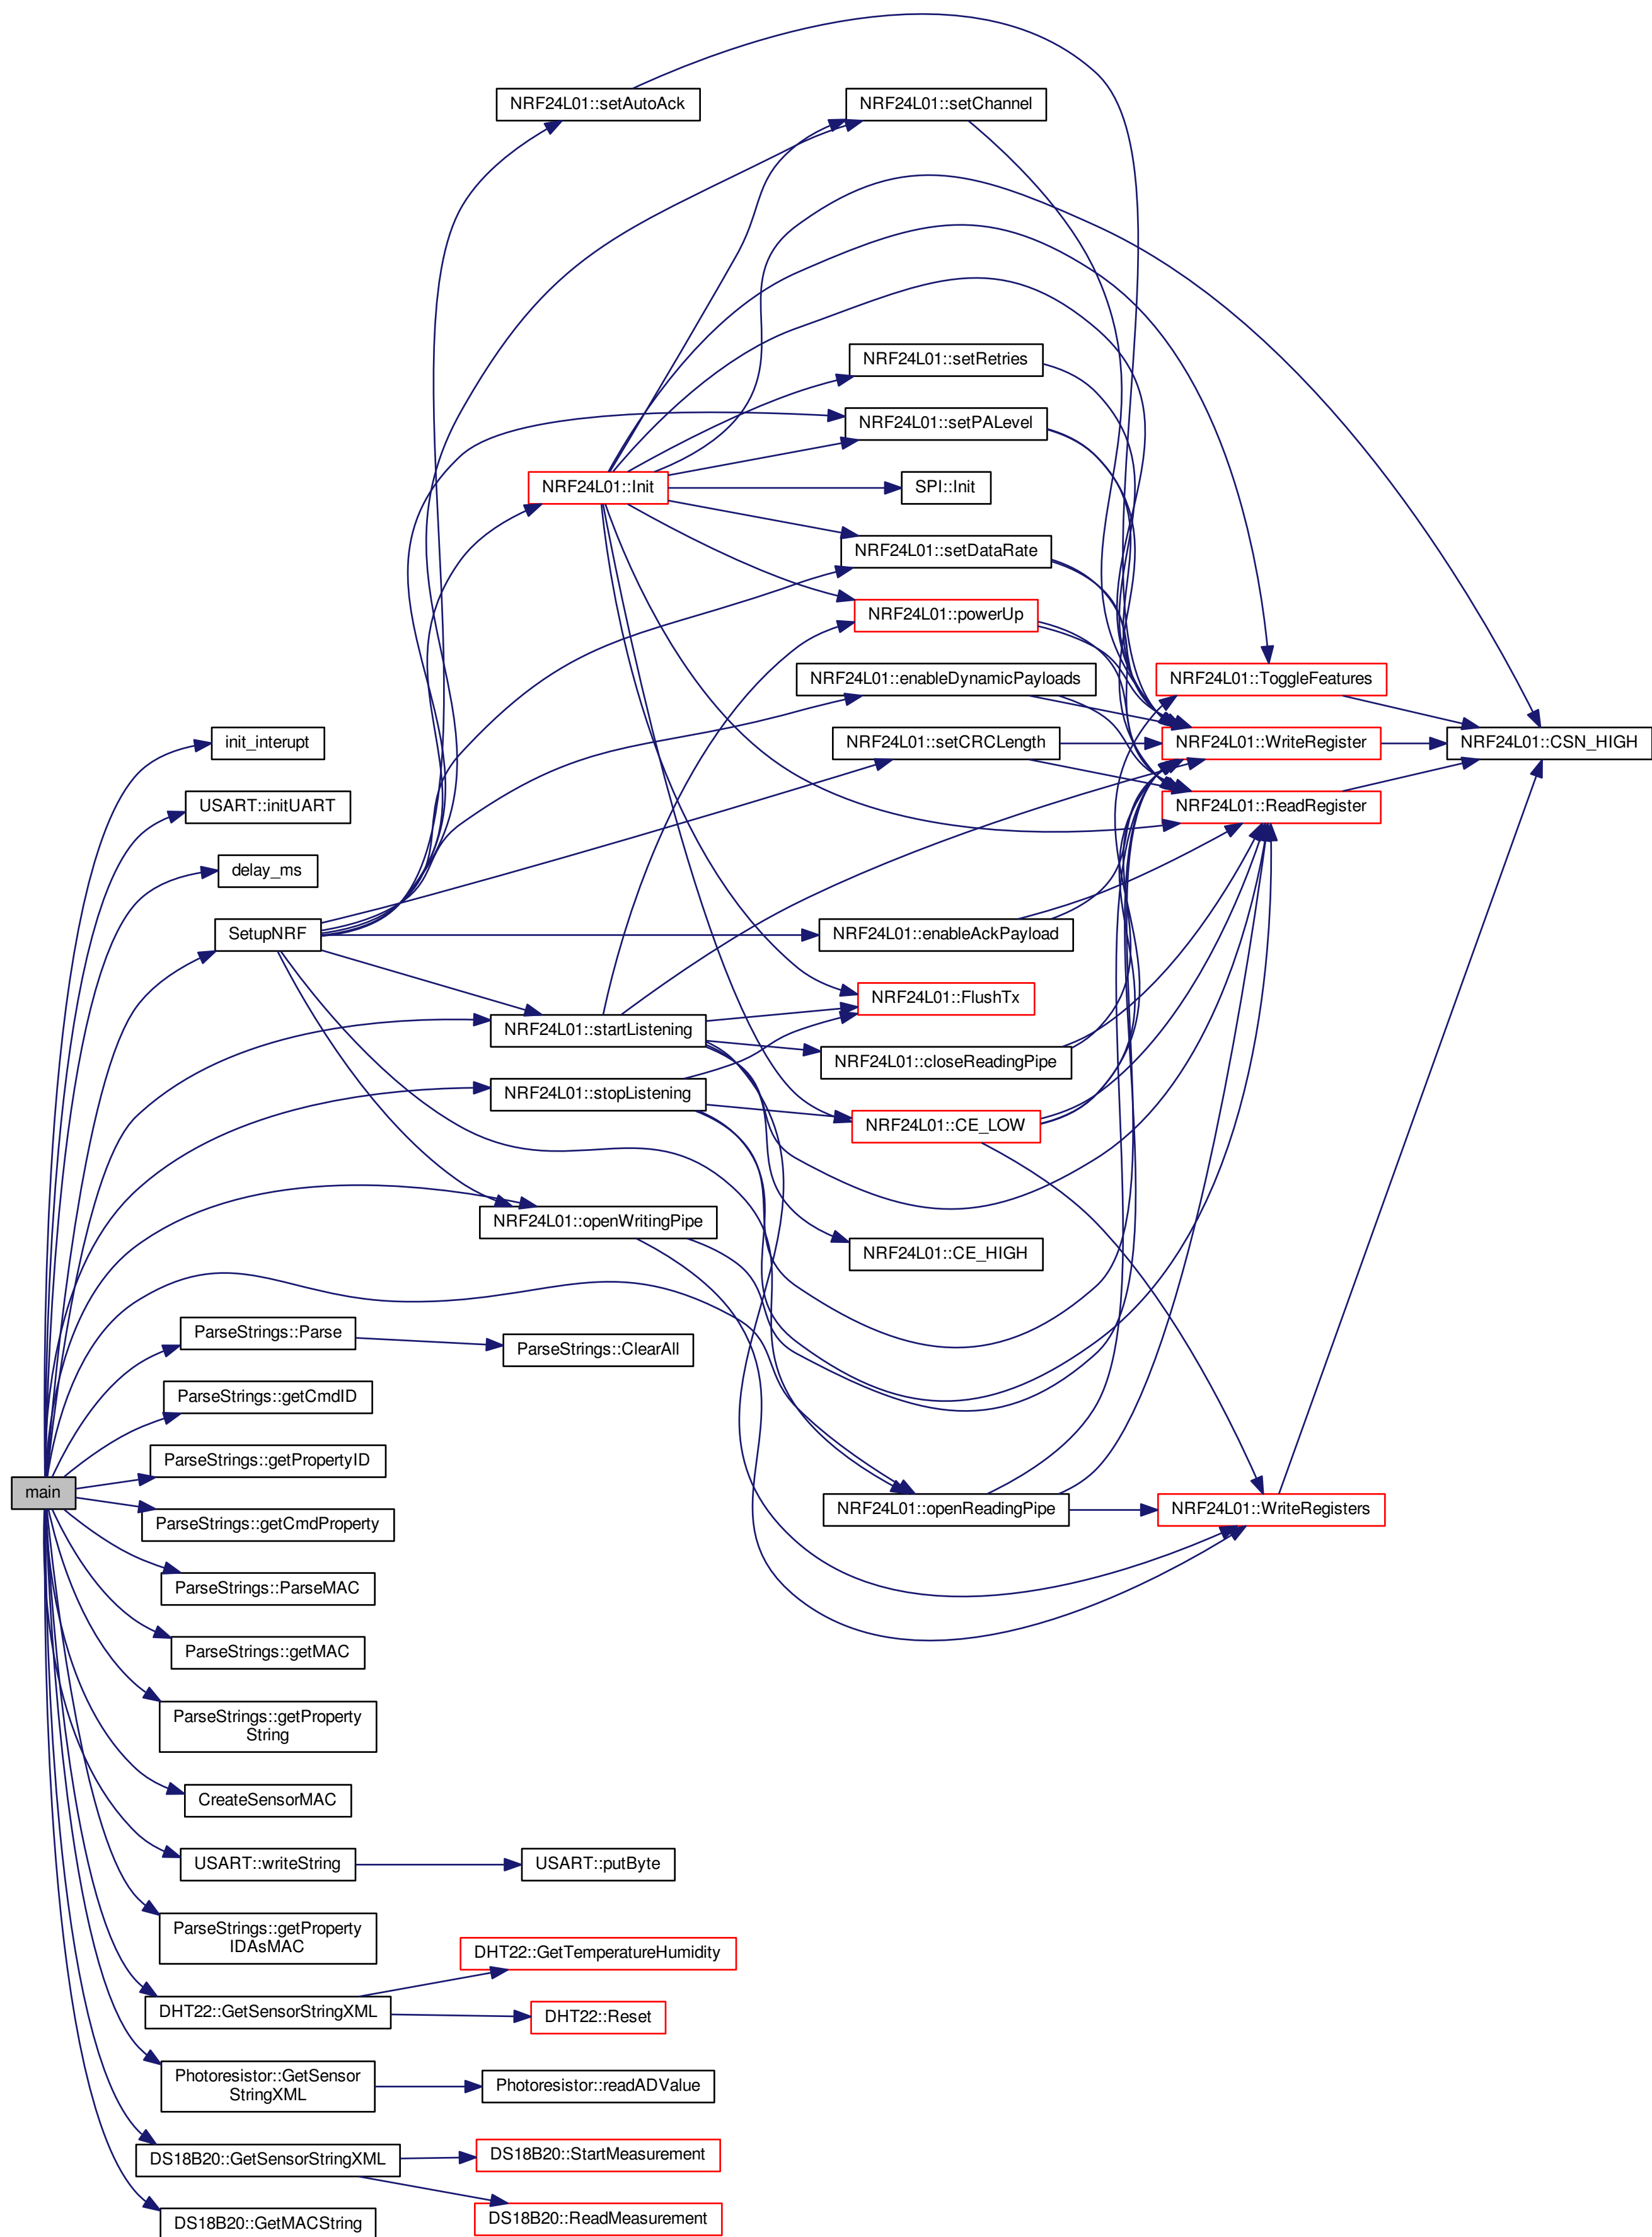 NRF24L01::setAutoAck
NRF24L01::setChannel
NRF24L01::setRetries
NRF24L01::setPALevel
NRF24L01::Init
SPI::Init
NRF24L01::setDataRate
NRF24L01::powerUp
NRF24L01::enableDynamicPayloads
NRF24L01::ToggleFeatures
init_interupt
NRF24L01::setCRCLength
NRF24L01::WriteRegister
NRF24L01::CSN_HIGH
USART::initUART
NRF24L01::ReadRegister
delay_ms
SetupNRF
NRF24L01::enableAckPayload
NRF24L01::FlushTx
NRF24L01::startListening
NRF24L01::closeReadingPipe
NRF24L01::stopListening
NRF24L01::CE_LOW
NRF24L01::openWritingPipe
NRF24L01::CE_HIGH
ParseStrings::Parse
ParseStrings::ClearAll
ParseStrings::getCmdID
ParseStrings::getPropertyID
main
ParseStrings::getCmdProperty
NRF24L01::openReadingPipe
NRF24L01::WriteRegisters
ParseStrings::ParseMAC
ParseStrings::getMAC
ParseStrings::getProperty
String
CreateSensorMAC
USART::writeString
USART::putByte
ParseStrings::getProperty
IDAsMAC
DHT22::GetTemperatureHumidity
DHT22::GetSensorStringXML
DHT22::Reset
Photoresistor::GetSensor
StringXML
Photoresistor::readADValue
DS18B20::GetSensorStringXML
DS18B20::StartMeasurement
DS18B20::ReadMeasurement
DS18B20::GetMACString